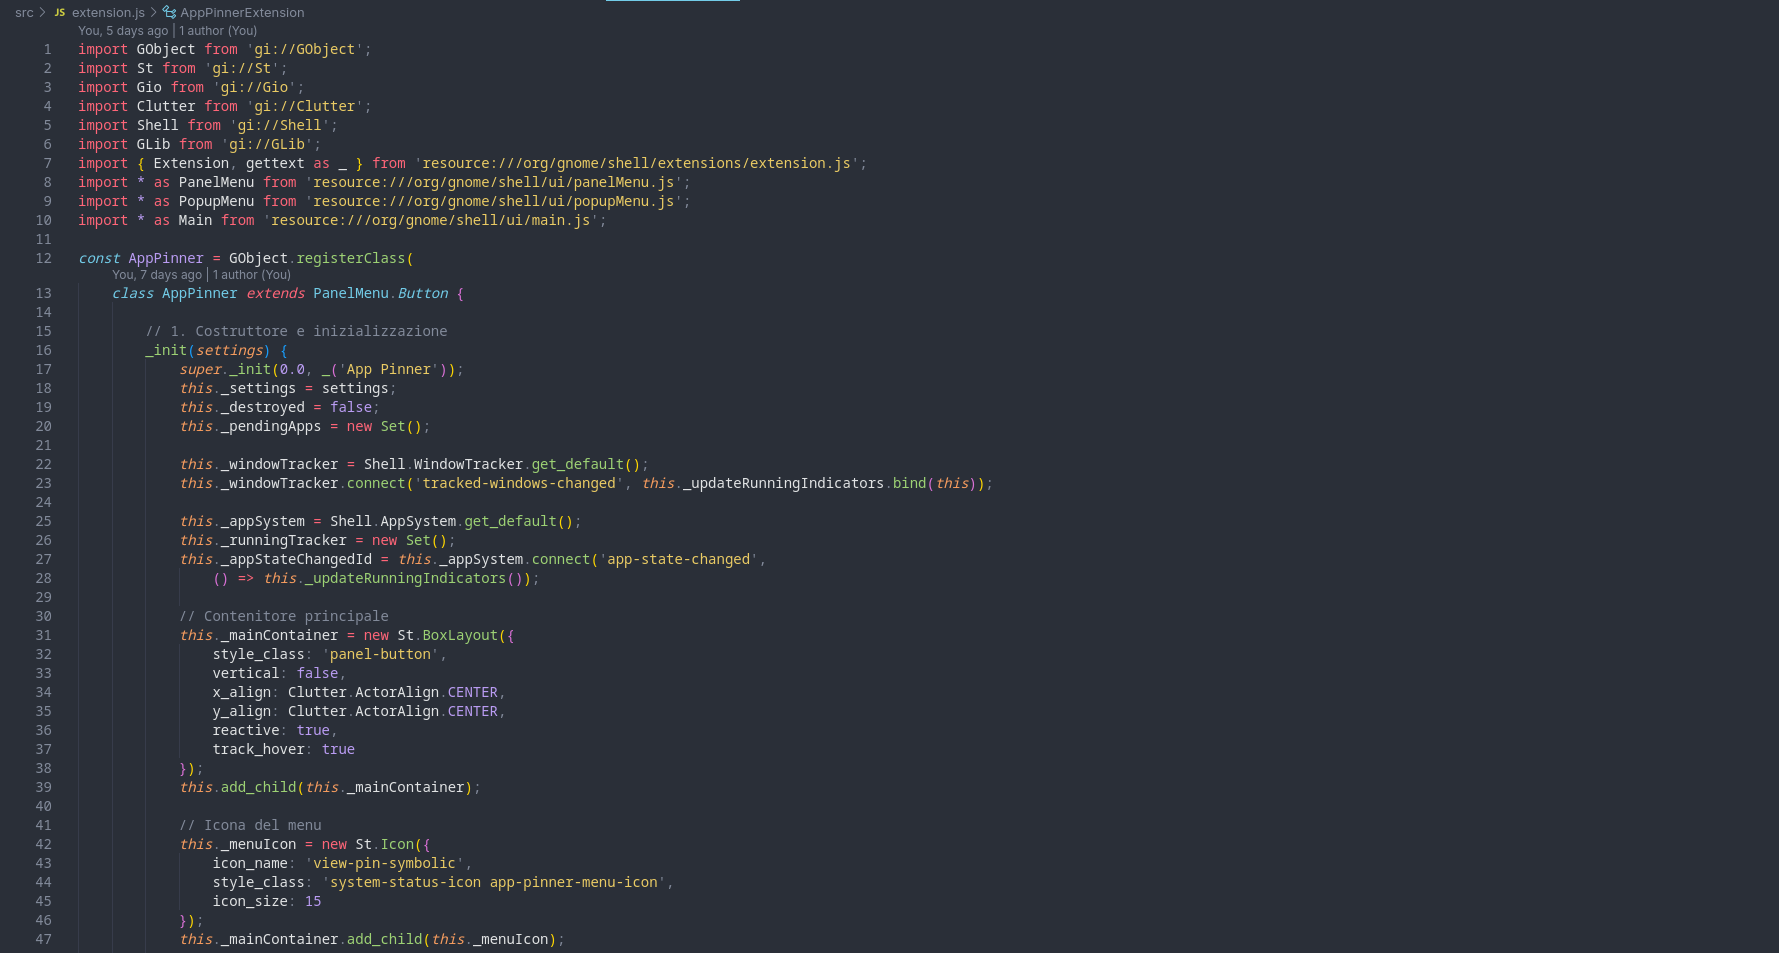 src > JS extension.js > AppPinnerExtension
You, 5 days ago | 1 author (You)
1 import GObject from 'gi://GObject';
2 import St from 'gi://St';
3 import Gio from 'gi://Gio';
4 import Clutter from 'gi://Clutter';
5 import Shell from 'gi://Shell';
6 import GLib from 'gi://GLib';
7 import { Extension, gettext as _ } from 'resource:///org/gnome/shell/extensions/extension.js';
8 import * as PanelMenu from 'resource:///org/gnome/shell/ui/panelMenu.js';
9 import * as PopupMenu from 'resource:///org/gnome/shell/ui/popupMenu.js';
10 import * as Main from 'resource:///org/gnome/shell/ui/main.js';
11
12 const AppPinner = GObject.registerClass(
You, 7 days ago | 1 author (You)
13     class AppPinner extends PanelMenu.Button {
14
15         // 1. Costruttore e inizializzazione
16         _init(settings) {
17             super._init(0.0, _('App Pinner'));
18             this._settings = settings;
19             this._destroyed = false;
20             this._pendingApps = new Set();
21
22             this._windowTracker = Shell.WindowTracker.get_default();
23             this._windowTracker.connect('tracked-windows-changed', this._updateRunningIndicators.bind(this));
24
25             this._appSystem = Shell.AppSystem.get_default();
26             this._runningTracker = new Set();
27             this._appStateChangedId = this._appSystem.connect('app-state-changed',
28                 () => this._updateRunningIndicators());
29
30             // Contenitore principale
31             this._mainContainer = new St.BoxLayout({
32                 style_class: 'panel-button',
33                 vertical: false,
34                 x_align: Clutter.ActorAlign.CENTER,
35                 y_align: Clutter.ActorAlign.CENTER,
36                 reactive: true,
37                 track_hover: true
38             });
39             this.add_child(this._mainContainer);
40
41             // Icona del menu
42             this._menuIcon = new St.Icon({
43                 icon_name: 'view-pin-symbolic',
44                 style_class: 'system-status-icon app-pinner-menu-icon',
45                 icon_size: 15
46             });
47             this._mainContainer.add_child(this._menuIcon);